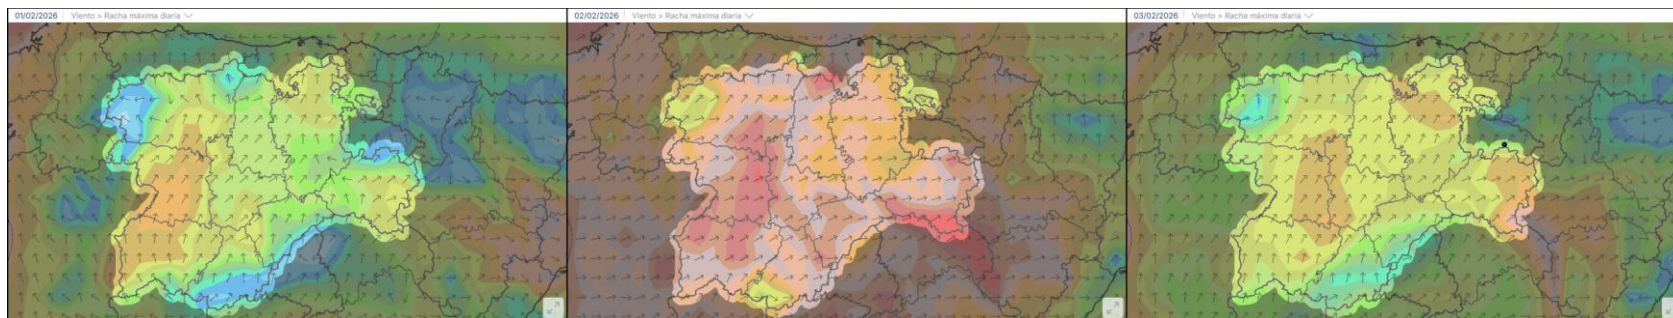 01/02/2026 Viento > Racha máxima diaria
02/02/2026 Viento > Racha máxima diaria
03/02/2026 Viento > Racha máxima diaria